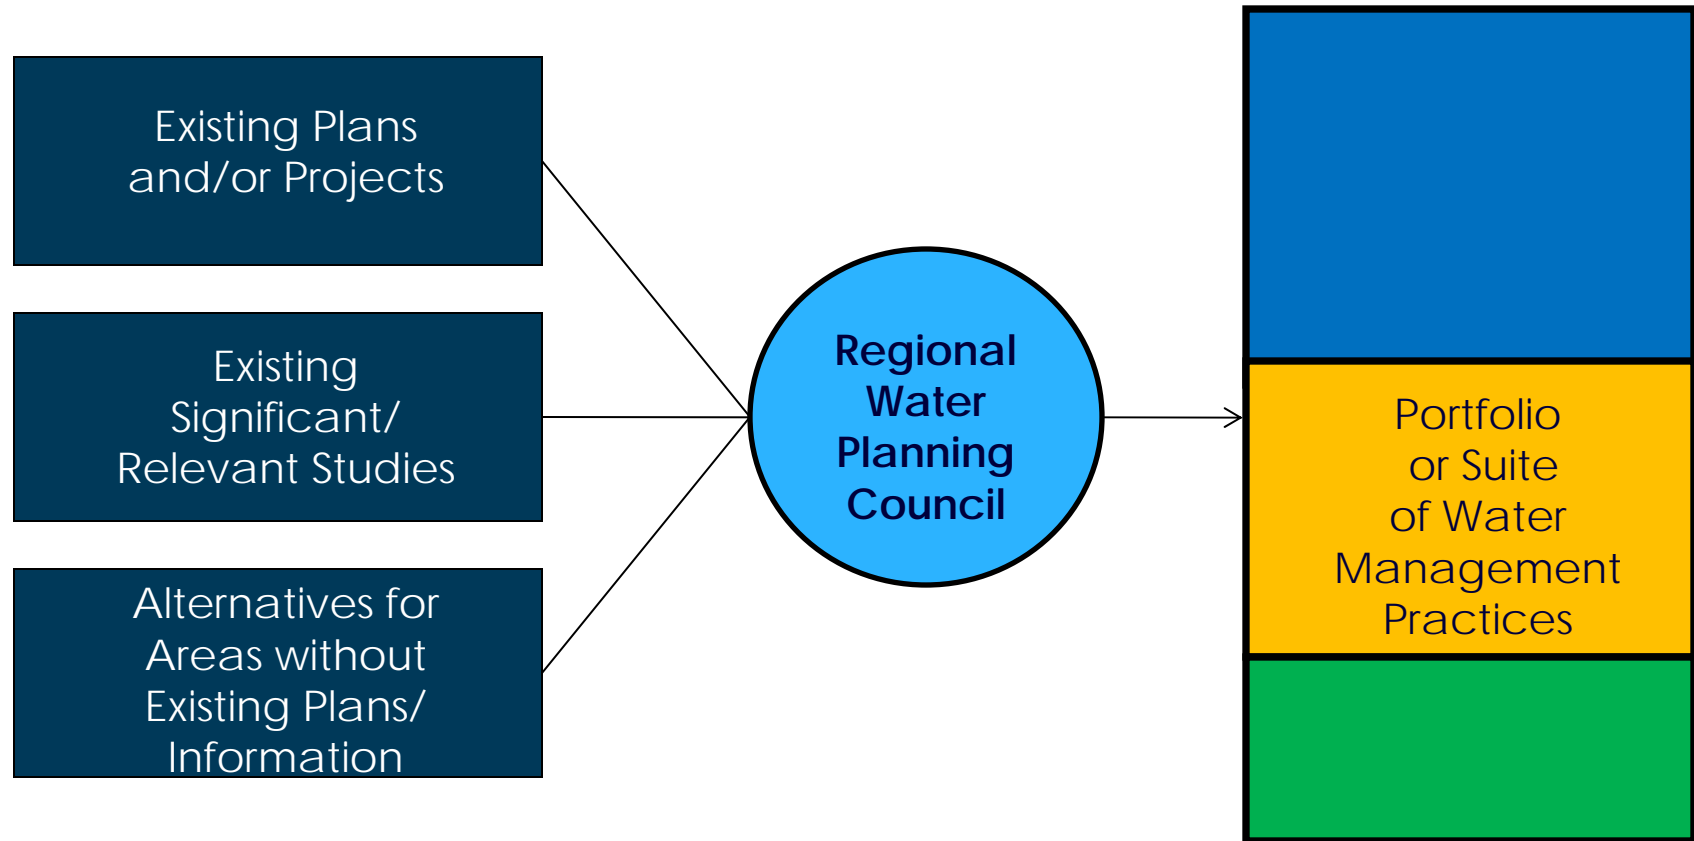 Existing Plans
and/or Projects
Existing
Significant/
Relevant Studies
Alternatives for
Areas without
Existing Plans/
Information
Regional
Water
Planning
Council
Portfolio
or Suite
of Water
Management
Practices